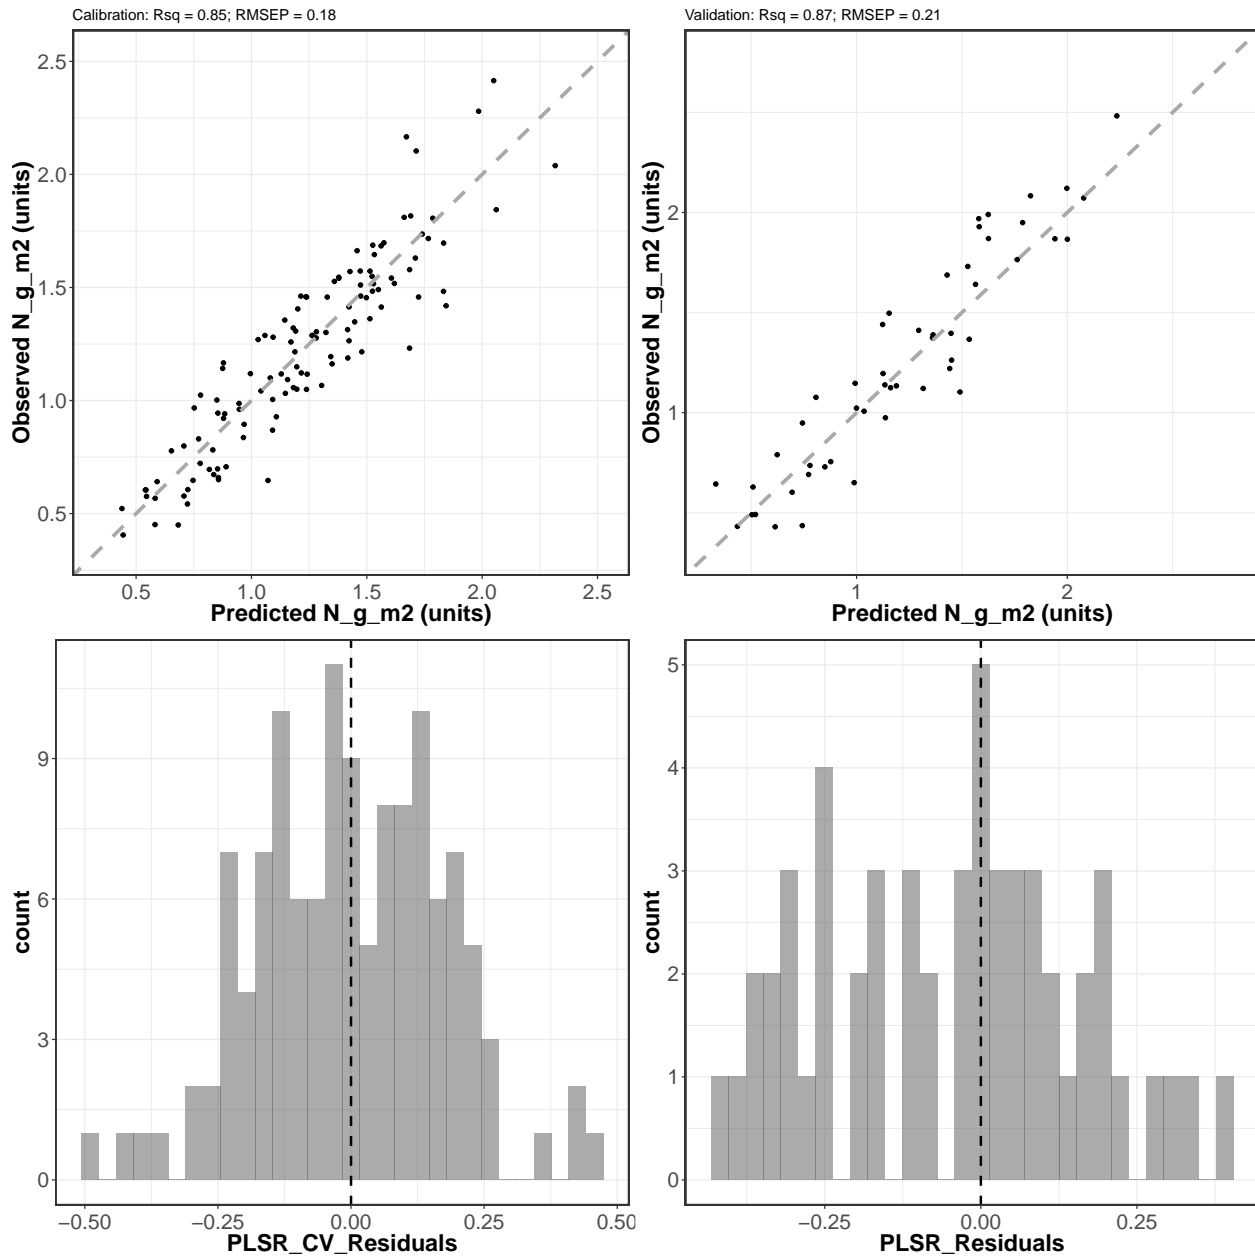 Calibration: Rsq = 0.85; RMSEP = 0.18
Observed N_g_m2 (units)
2.5
2.0
1.5
1.0
0.5
0.5 1.0 1.5 2.0 2.5
Predicted N_g_m2 (units)
Validation: Rsq = 0.87; RMSEP = 0.21
Observed N_g_m2 (units)
2
1
1 2
Predicted N_g_m2 (units)
count
9
6
3
0
−0.50 −0.25 0.00 0.25 0.50
PLSR_CV_Residuals
count
5
4
3
2
1
0
−0.25 0.00 0.25
PLSR_Residuals